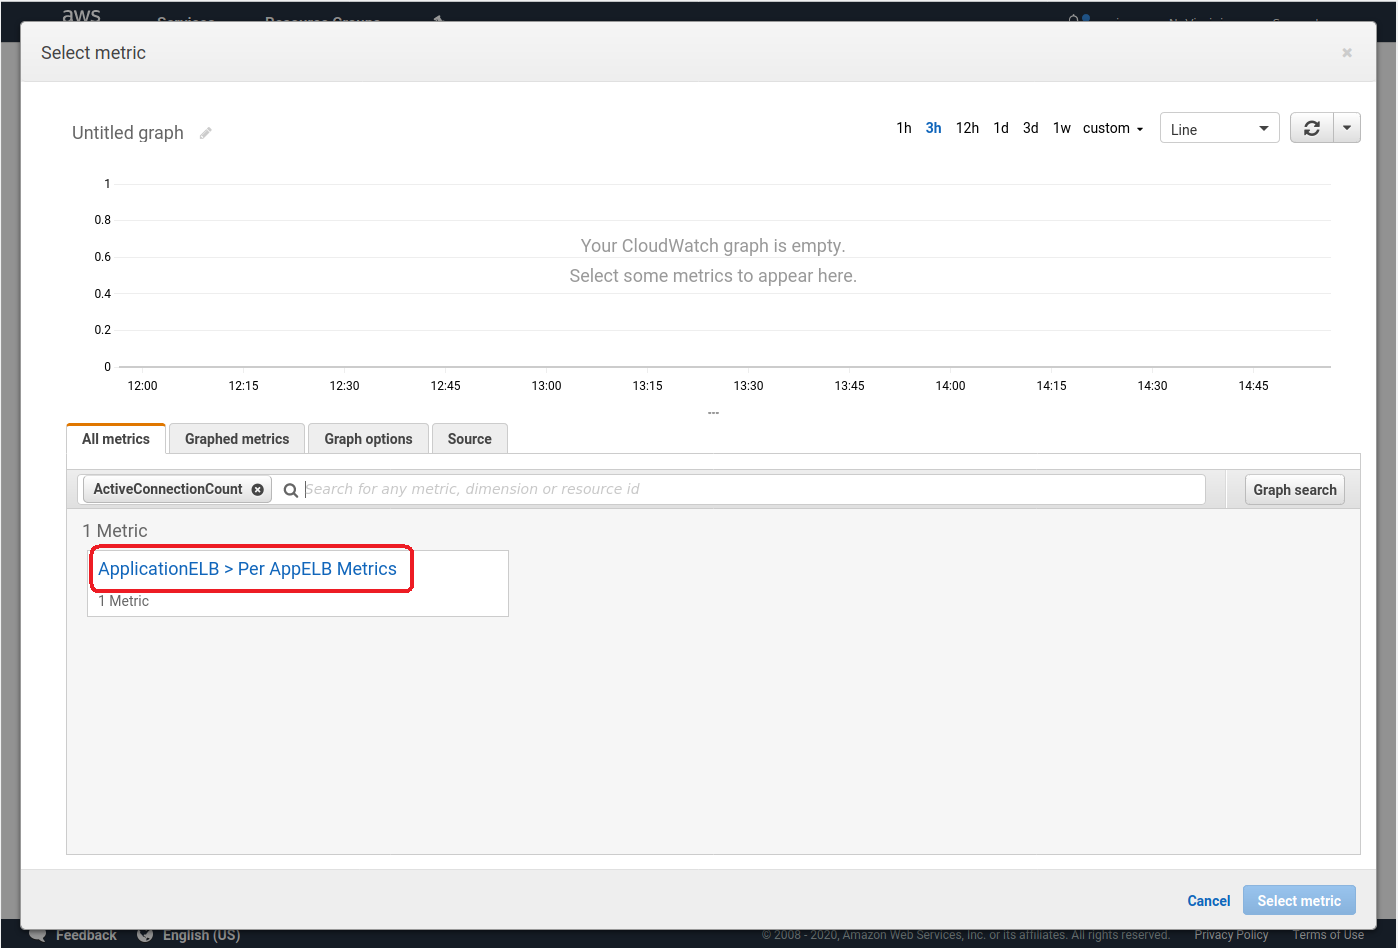 aws
Select metric
Untitled graph
1h 3h 12h 1d 3d 1w custom Line
1
0.8
Your CloudWatch graph is empty.
0.6
Select some metrics to appear here.
0.4
0.2
0
12:00 12:15 12:30 12:45 13:00 13:15 13:30 13:45 14:00 14:15 14:30 14:45
All metrics Graphed metrics Graph options Source
ActiveConnectionCount Search for any metric, dimension or resource id Graph search
1 Metric
ApplicationELB > Per AppELB Metrics
1 Metric
Cancel Select metric
Feedback English (US) © 2008 - 2020, Amazon Web Services, Inc. or its affiliates. All rights reserved. Privacy Policy Terms of Use